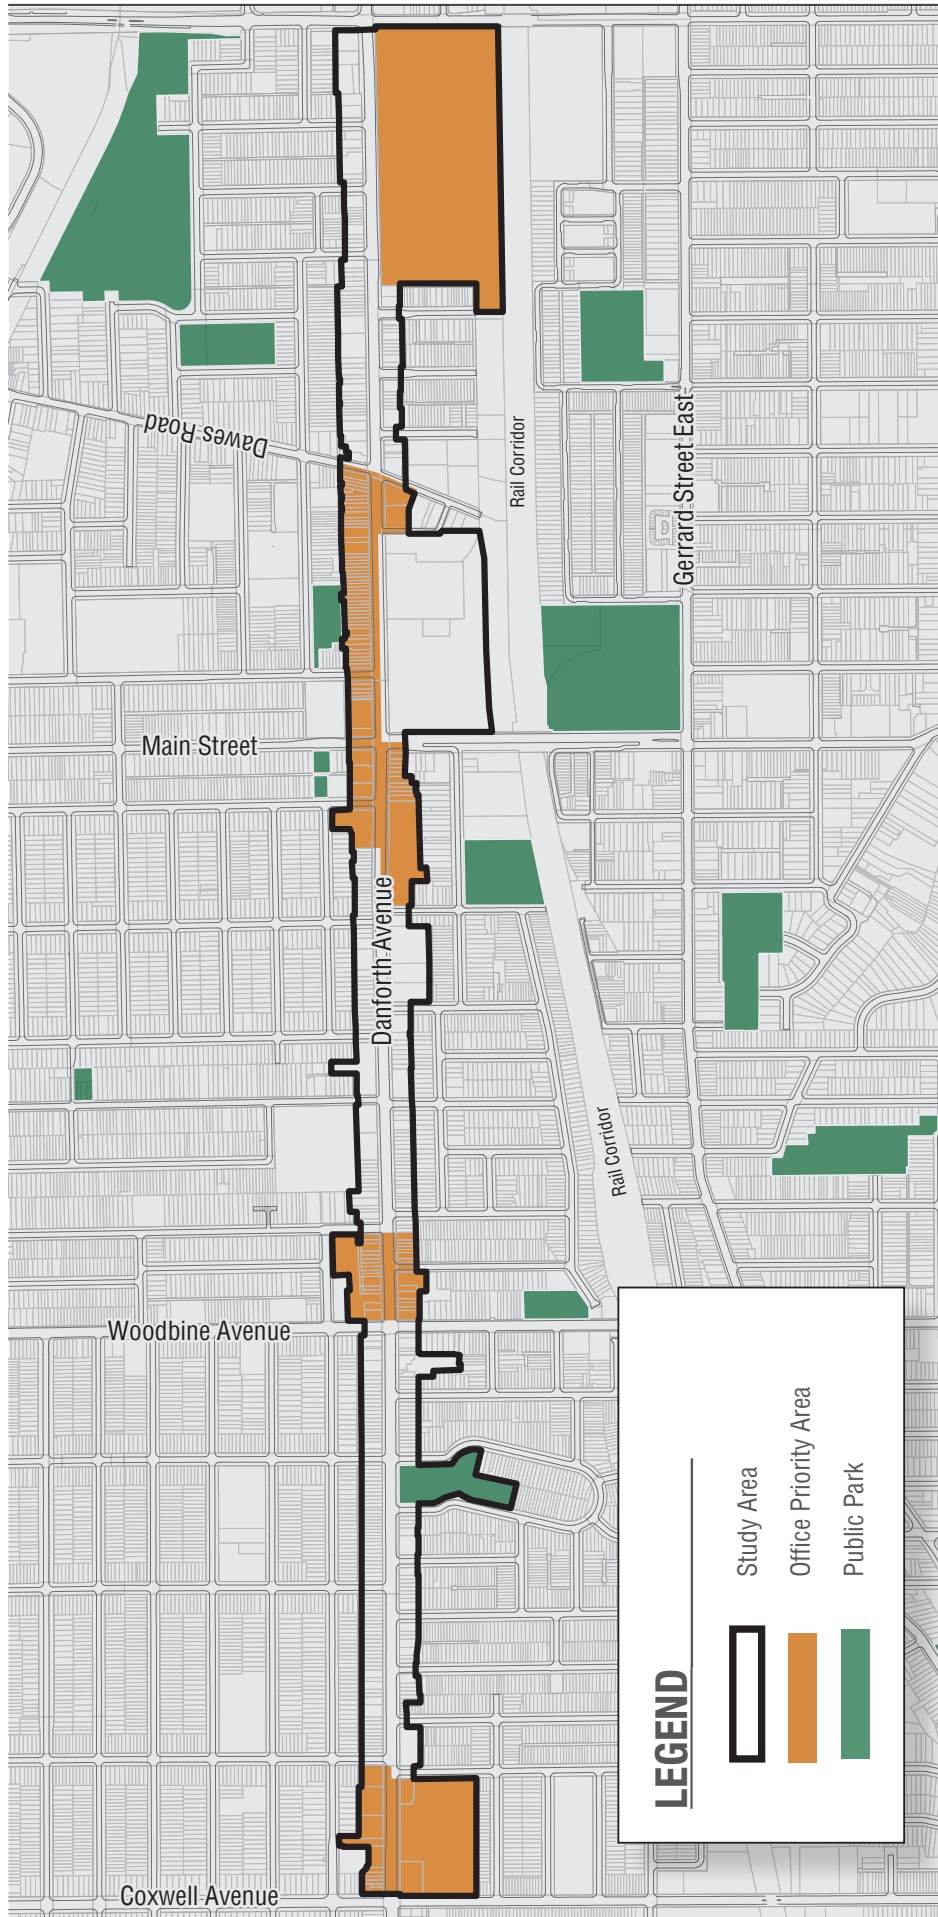 Dawes Road
Rail Corridor
Gerrard Street East
Main Street
Danforth Avenue
Rail Corridor
Woodbine Avenue
Coxwell Avenue
LEGEND
Study Area
Office Priority Area
Public Park